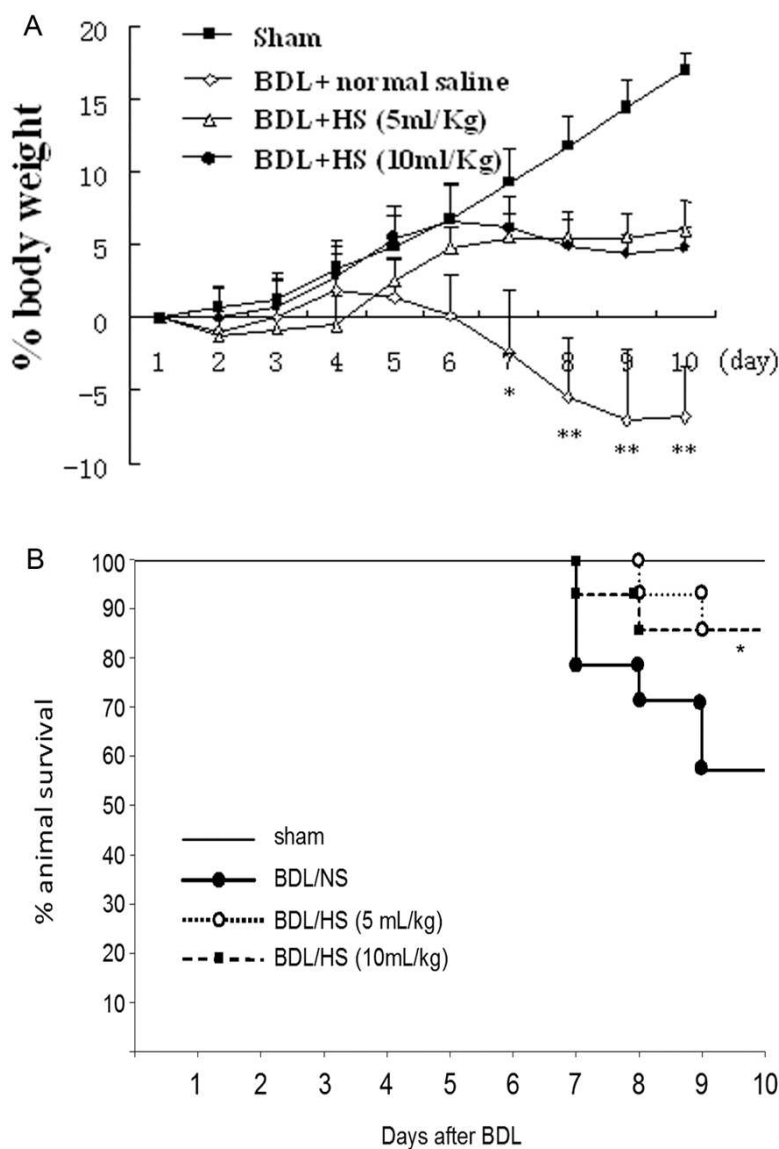 A
% body weight
20
15
10
5
0
-5
-10
Sham
BDL+ normal saline
BDL+HS (5ml/Kg)
BDL+HS (10ml/Kg)
1 2 3 4 5 6 7 8 9 10 (day)
* ** ** **
B
% animal survival
100
90
80
70
60
50
40
30
20
10
*
sham
BDL/NS
BDL/HS (5 mL/kg)
BDL/HS (10mL/kg)
1 2 3 4 5 6 7 8 9 10
Days after BDL